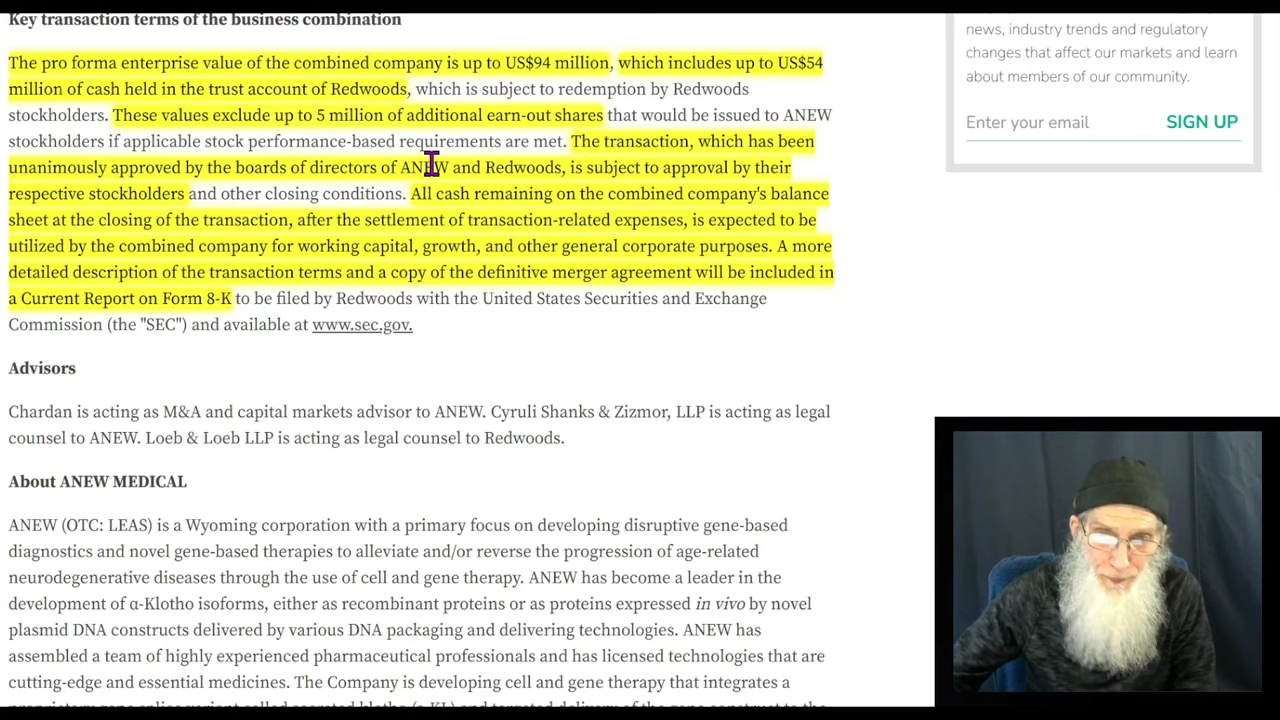 Key transaction terms of the business combination
The pro forma enterprise value of the combined company is up to US$94 million, which includes up to US$54
million of cash held in the trust account of Redwoods, which is subject to redemption by Redwoods
stockholders. These values exclude up to 5 million of additional earn-out shares that would be issued to ANEW
stockholders if applicable stock performance-based requirements are met. The transaction, which has been
unanimously approved by the boards of directors of ANEW and Redwoods, is subject to approval by their
respective stockholders and other closing conditions. All cash remaining on the combined company's balance
sheet at the closing of the transaction, after the settlement of transaction-related expenses, is expected to be
utilized by the combined company for working capital, growth, and other general corporate purposes. A more
detailed description of the transaction terms and a copy of the definitive merger agreement will be included in
a Current Report on Form 8-K to be filed by Redwoods with the United States Securities and Exchange
Commission (the "SEC") and available at www.sec.gov.
Advisors
Chardan is acting as M&A and capital markets advisor to ANEW. Cyruli Shanks & Zizmor, LLP is acting as legal
counsel to ANEW. Loeb & Loeb LLP is acting as legal counsel to Redwoods.
About ANEW MEDICAL
ANEW (OTC: LEAS) is a Wyoming corporation with a primary focus on developing disruptive gene-based
diagnostics and novel gene-based therapies to alleviate and/or reverse the progression of age-related
neurodegenerative diseases through the use of cell and gene therapy. ANEW has become a leader in the
development of α-Klotho isoforms, either as recombinant proteins or as proteins expressed in vivo by novel
plasmid DNA constructs delivered by various DNA packaging and delivering technologies. ANEW has
assembled a team of highly experienced pharmaceutical professionals and has licensed technologies that are
cutting-edge and essential medicines. The Company is developing cell and gene therapy that integrates a
news, industry trends and regulatory
changes that affect our markets and learn
about members of our community.
Enter your email SIGN UP